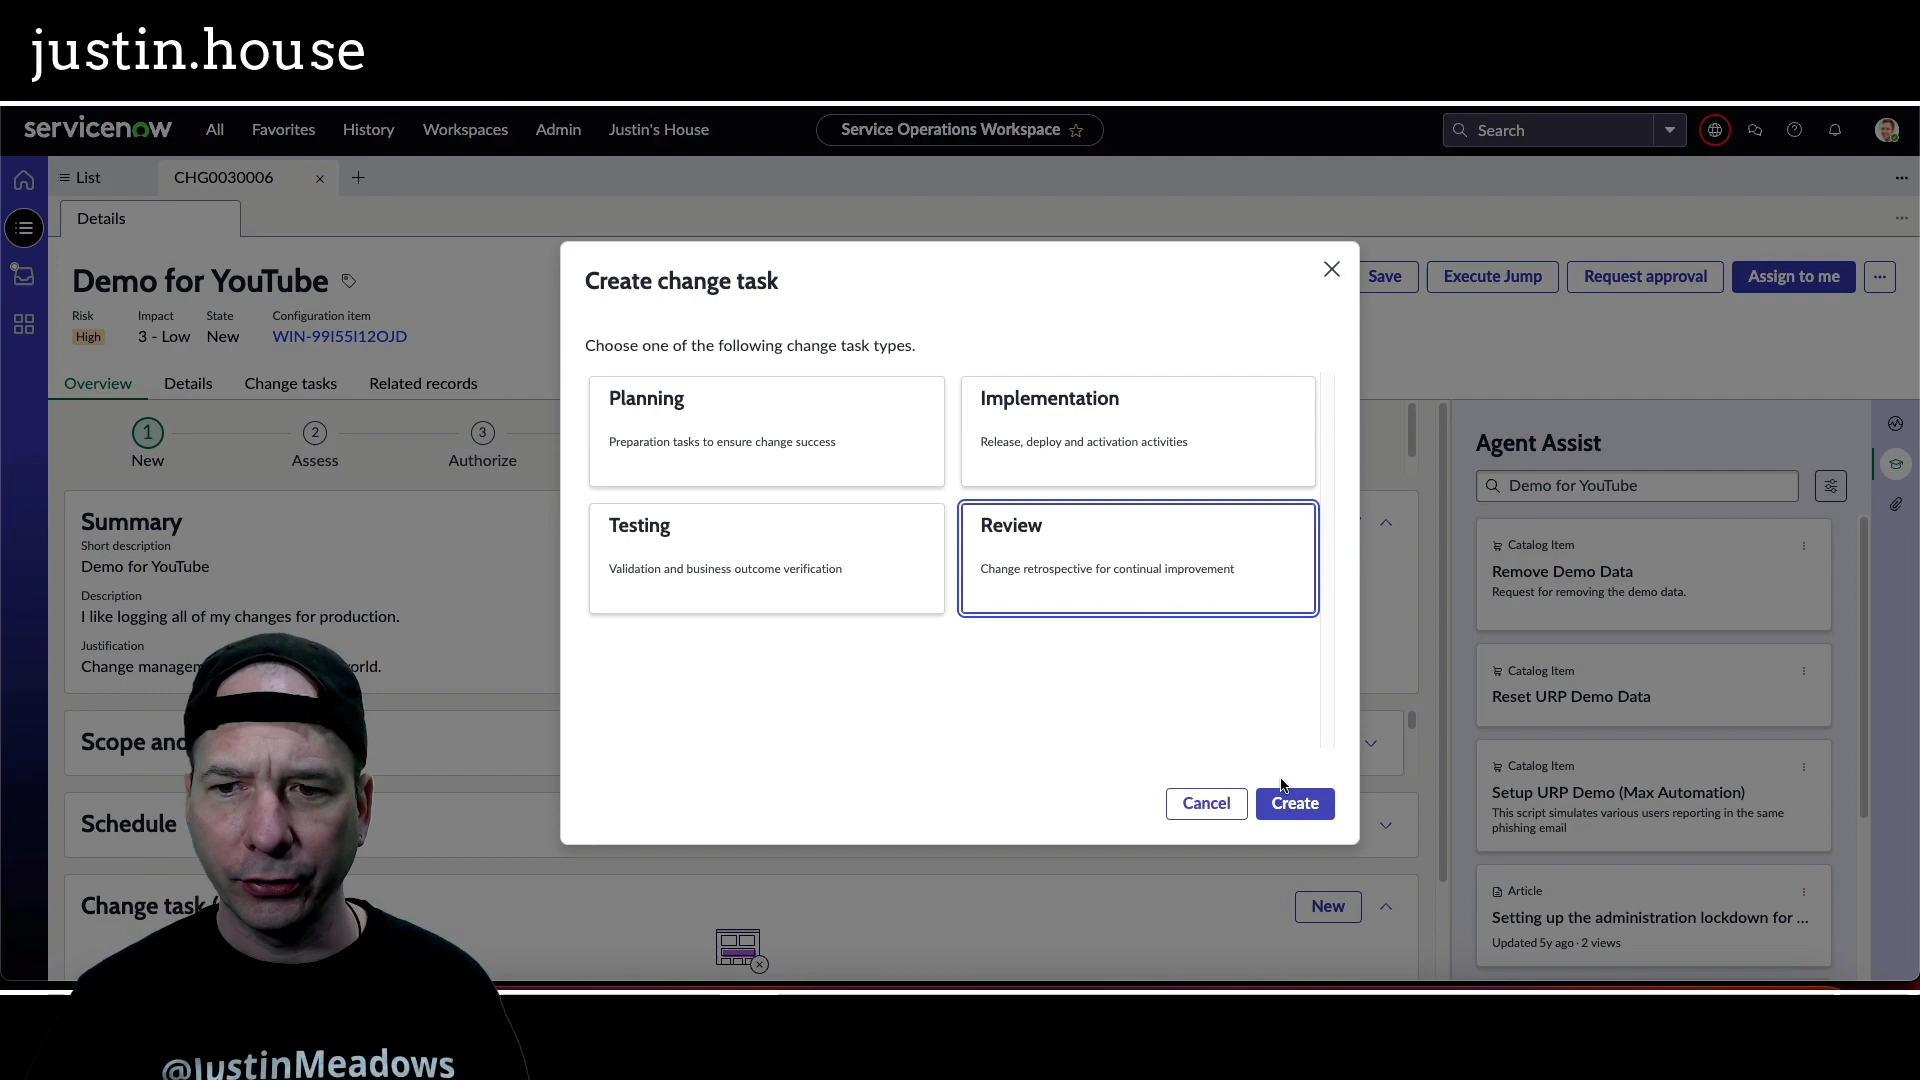 justin.house
servicenow All Favorites History Workspaces Admin Justin's House Service Operations Workspace Search
List CHG0030006
Details
Demo for YouTube
Save Execute Jump Request approval Assign to me
Risk Impact State Configuration item
High 3 - Low New WIN-99I55I12OJD
Overview Details Change tasks Related records
1 2 3
New Assess Authorize
Summary
Short description
Demo for YouTube
Description
I like logging all of my changes for production.
Justification
Change orld.
Scope and
Schedule
Change task
New
Create change task
Choose one of the following change task types.
Planning
Preparation tasks to ensure change success
Implementation
Release, deploy and activation activities
Testing
Validation and business outcome verification
Review
Change retrospective for continual improvement
Cancel Create
Agent Assist
Demo for YouTube
Catalog Item
Remove Demo Data
Request for removing the demo data.
Catalog Item
Reset URP Demo Data
Catalog Item
Setup URP Demo (Max Automation)
This script simulates various users reporting in the same
phishing email
Article
Setting up the administration lockdown for ...
Updated 5y ago · 2 views
@JustinMeadows